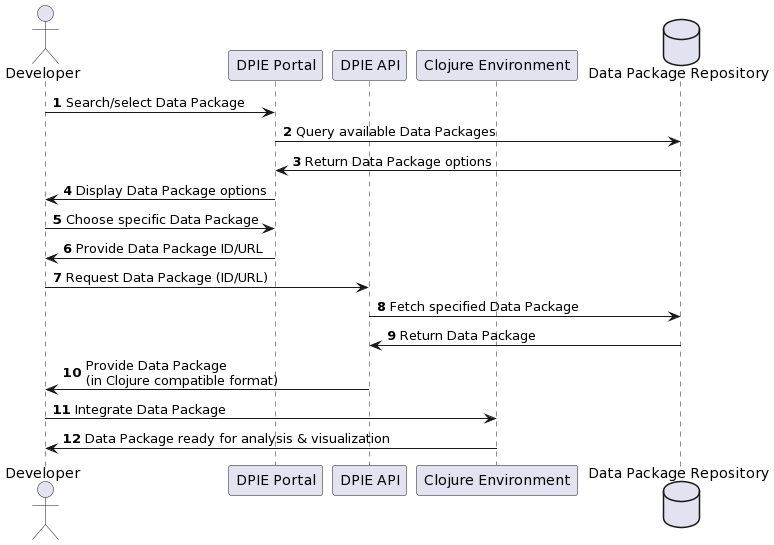 Developer
DPIE Portal
DPIE API
Clojure Environment
Data Package Repository
1 Search/select Data Package
2 Query available Data Packages
3 Return Data Package options
4 Display Data Package options
5 Choose specific Data Package
6 Provide Data Package ID/URL
7 Request Data Package (ID/URL)
8 Fetch specified Data Package
9 Return Data Package
10 Provide Data Package
(in Clojure compatible format)
11 Integrate Data Package
12 Data Package ready for analysis & visualization
Developer
DPIE Portal
DPIE API
Clojure Environment
Data Package Repository